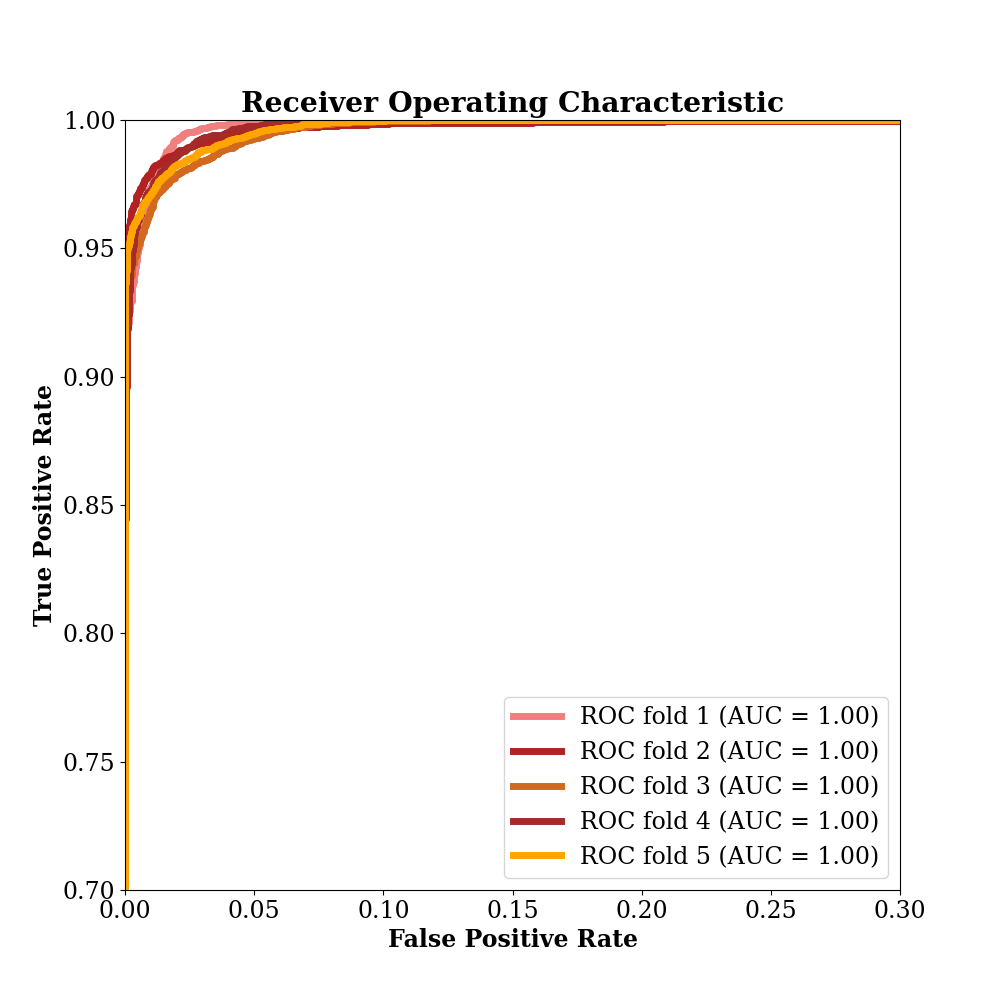 Receiver Operating Characteristic
1.00
0.95
0.90
0.85
0.80
0.75
0.70
True Positive Rate
ROC fold 1 (AUC = 1.00)
ROC fold 2 (AUC = 1.00)
ROC fold 3 (AUC = 1.00)
ROC fold 4 (AUC = 1.00)
ROC fold 5 (AUC = 1.00)
0.00 0.05 0.10 0.15 0.20 0.25 0.30
False Positive Rate